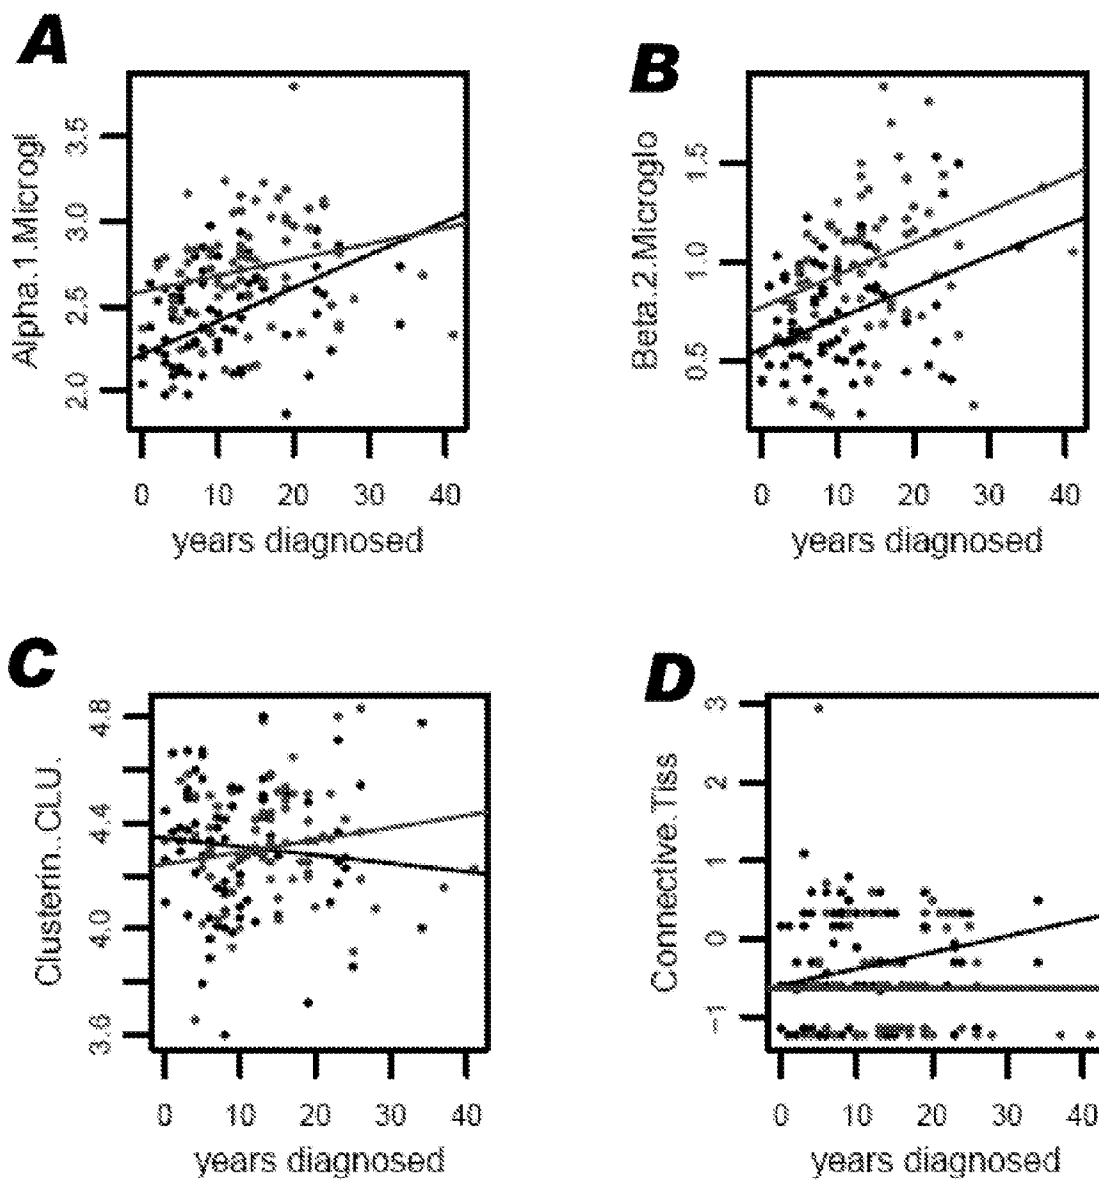 A
B
Alpha.1.Microgl
3.5
3.0
2.5
2.0
0 10 20 30 40
years diagnosed
Beta.2.Microglo
1.5
1.0
0.5
0 10 20 30 40
years diagnosed
C
D
Clusterin..CLU.
4.8
4.4
4.0
3.6
0 10 20 30 40
years diagnosed
Connective.Tiss
3
2
1
0
-1
0 10 20 30 40
years diagnosed